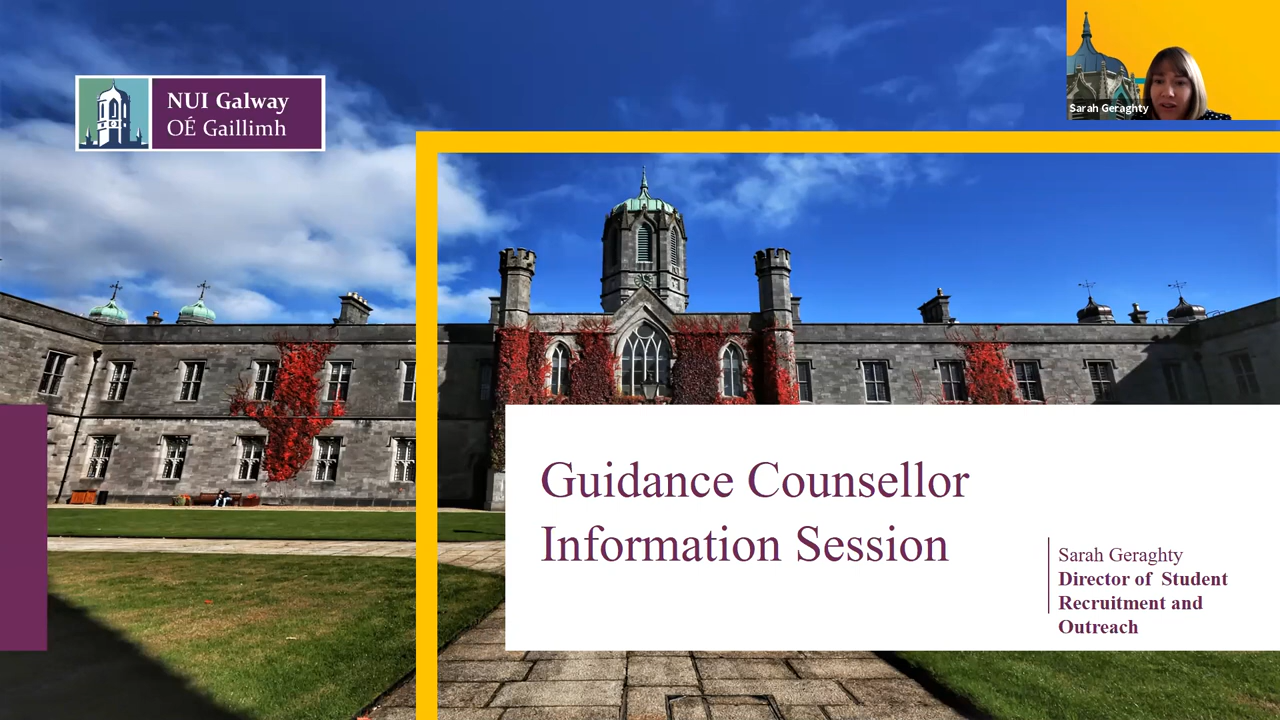 NUI Galway
OÉ Gaillimh
Sarah Geraghty
Guidance Counsellor
Information Session
Sarah Geraghty
Director of Student
Recruitment and
Outreach